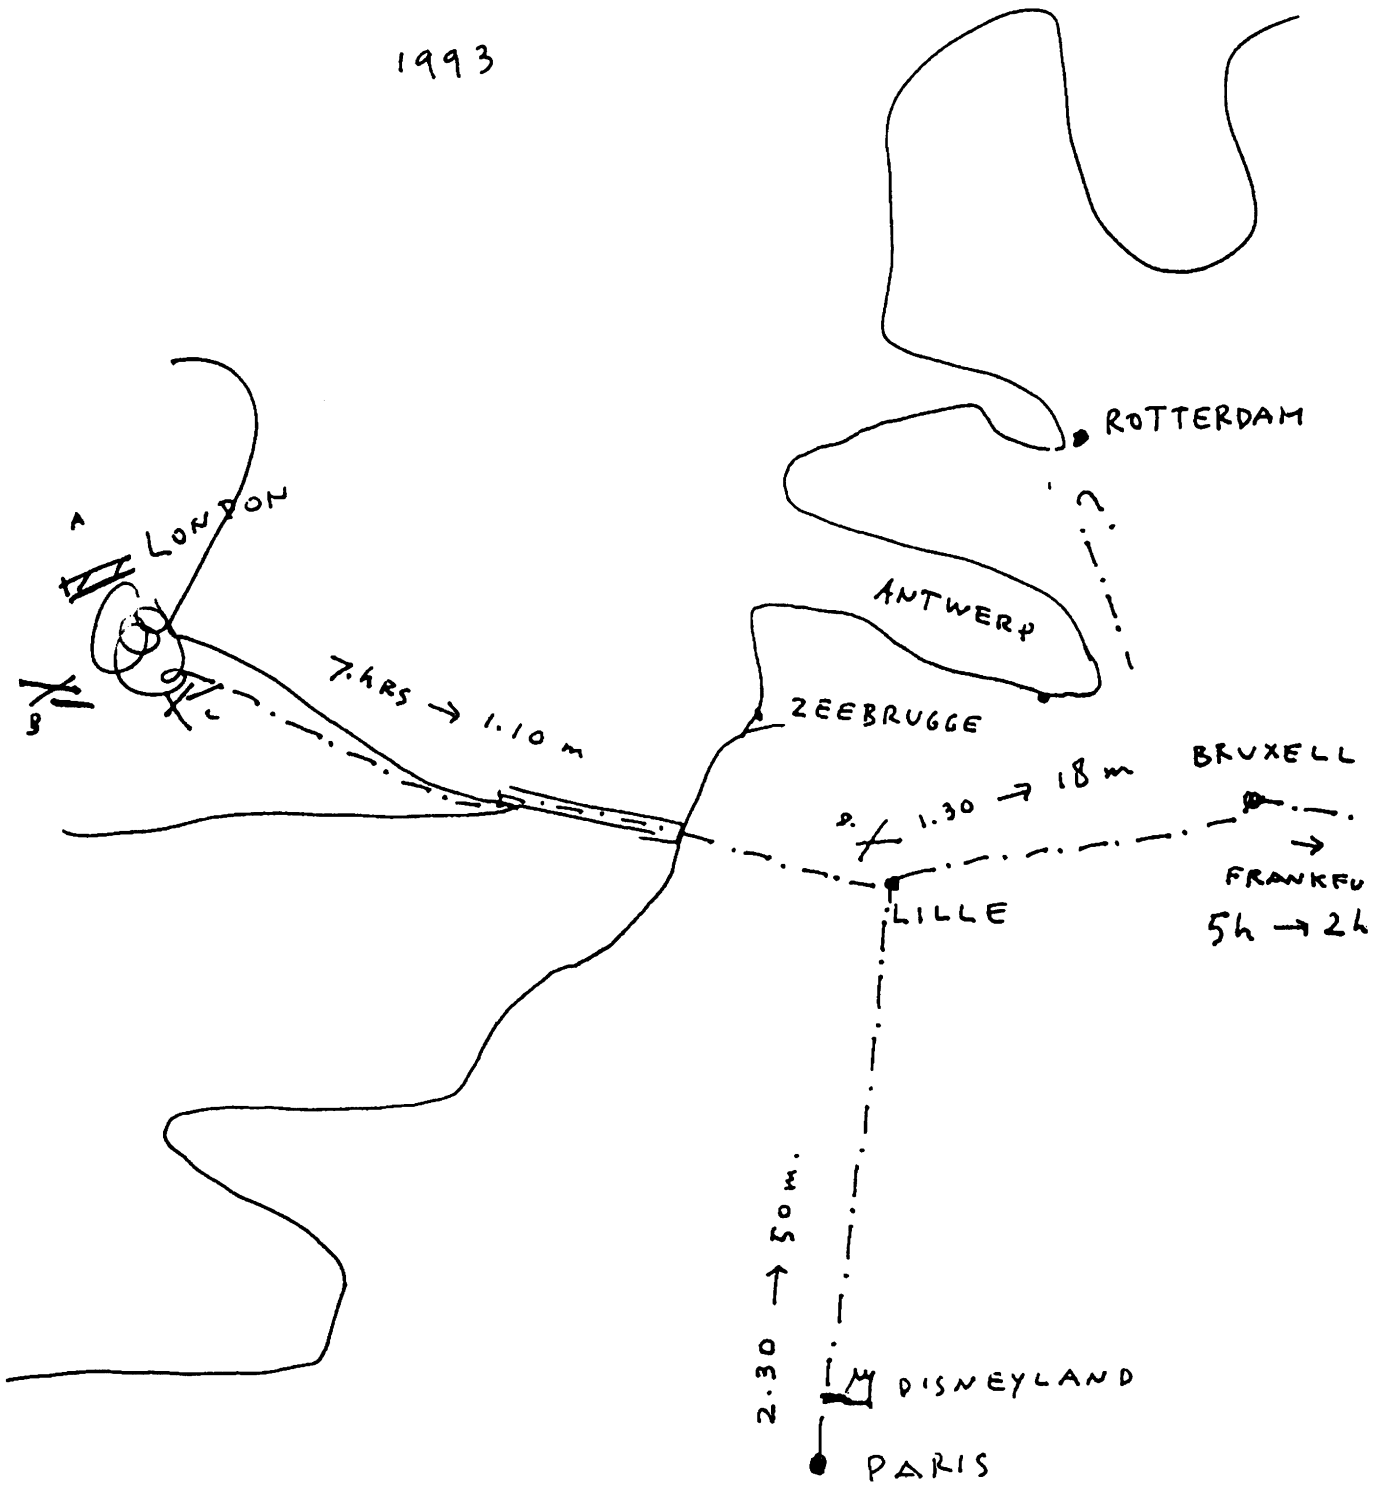 1993
ROTTERDAM
?
A
LONDON
ANTWERP
7.hRS → 1.10 m
B
C
ZEEBRUGGE
BRUXELL
1.30 → 18 m
→
FRANKFU
5h → 2h
LILLE
2.30 → 50 m.
DISNEYLAND
PARIS